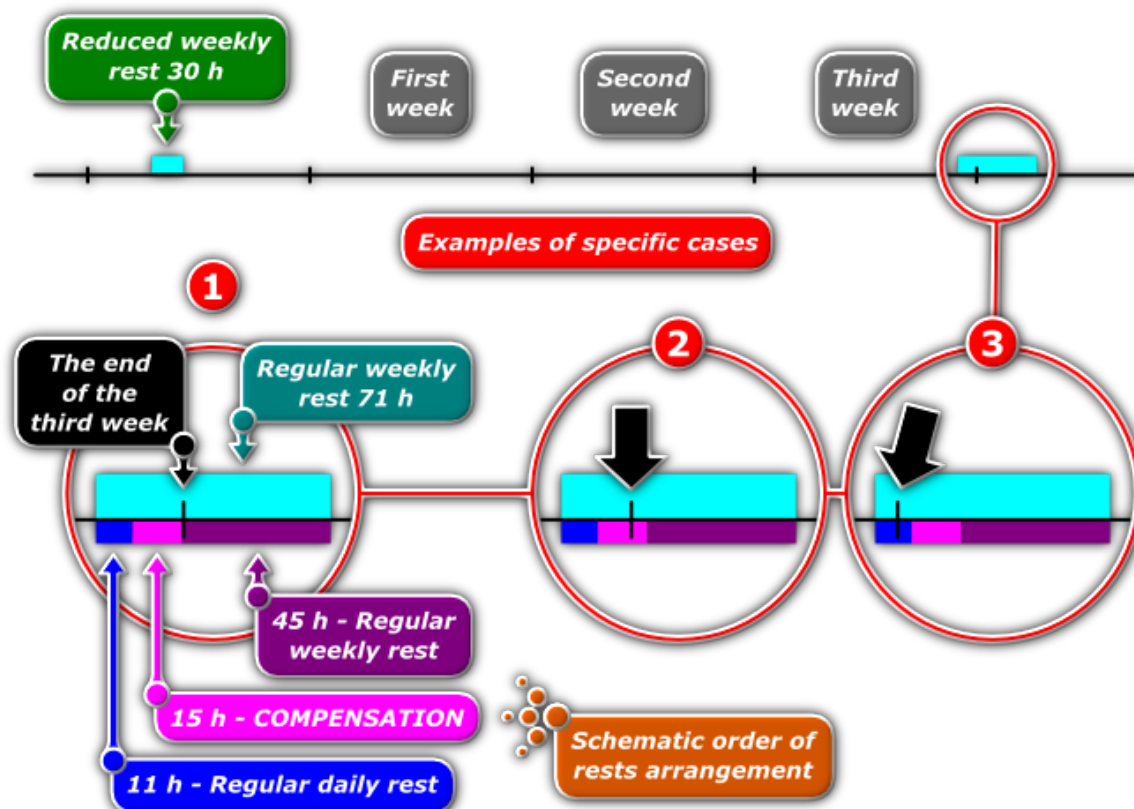 Reduced weekly
rest 30 h
First
week
Second
week
Third
week
Examples of specific cases
1
2
3
The end
of the
third week
Regular weekly
rest 71 h
45 h - Regular
weekly rest
15 h - COMPENSATION
11 h - Regular daily rest
Schematic order of
rests arrangement